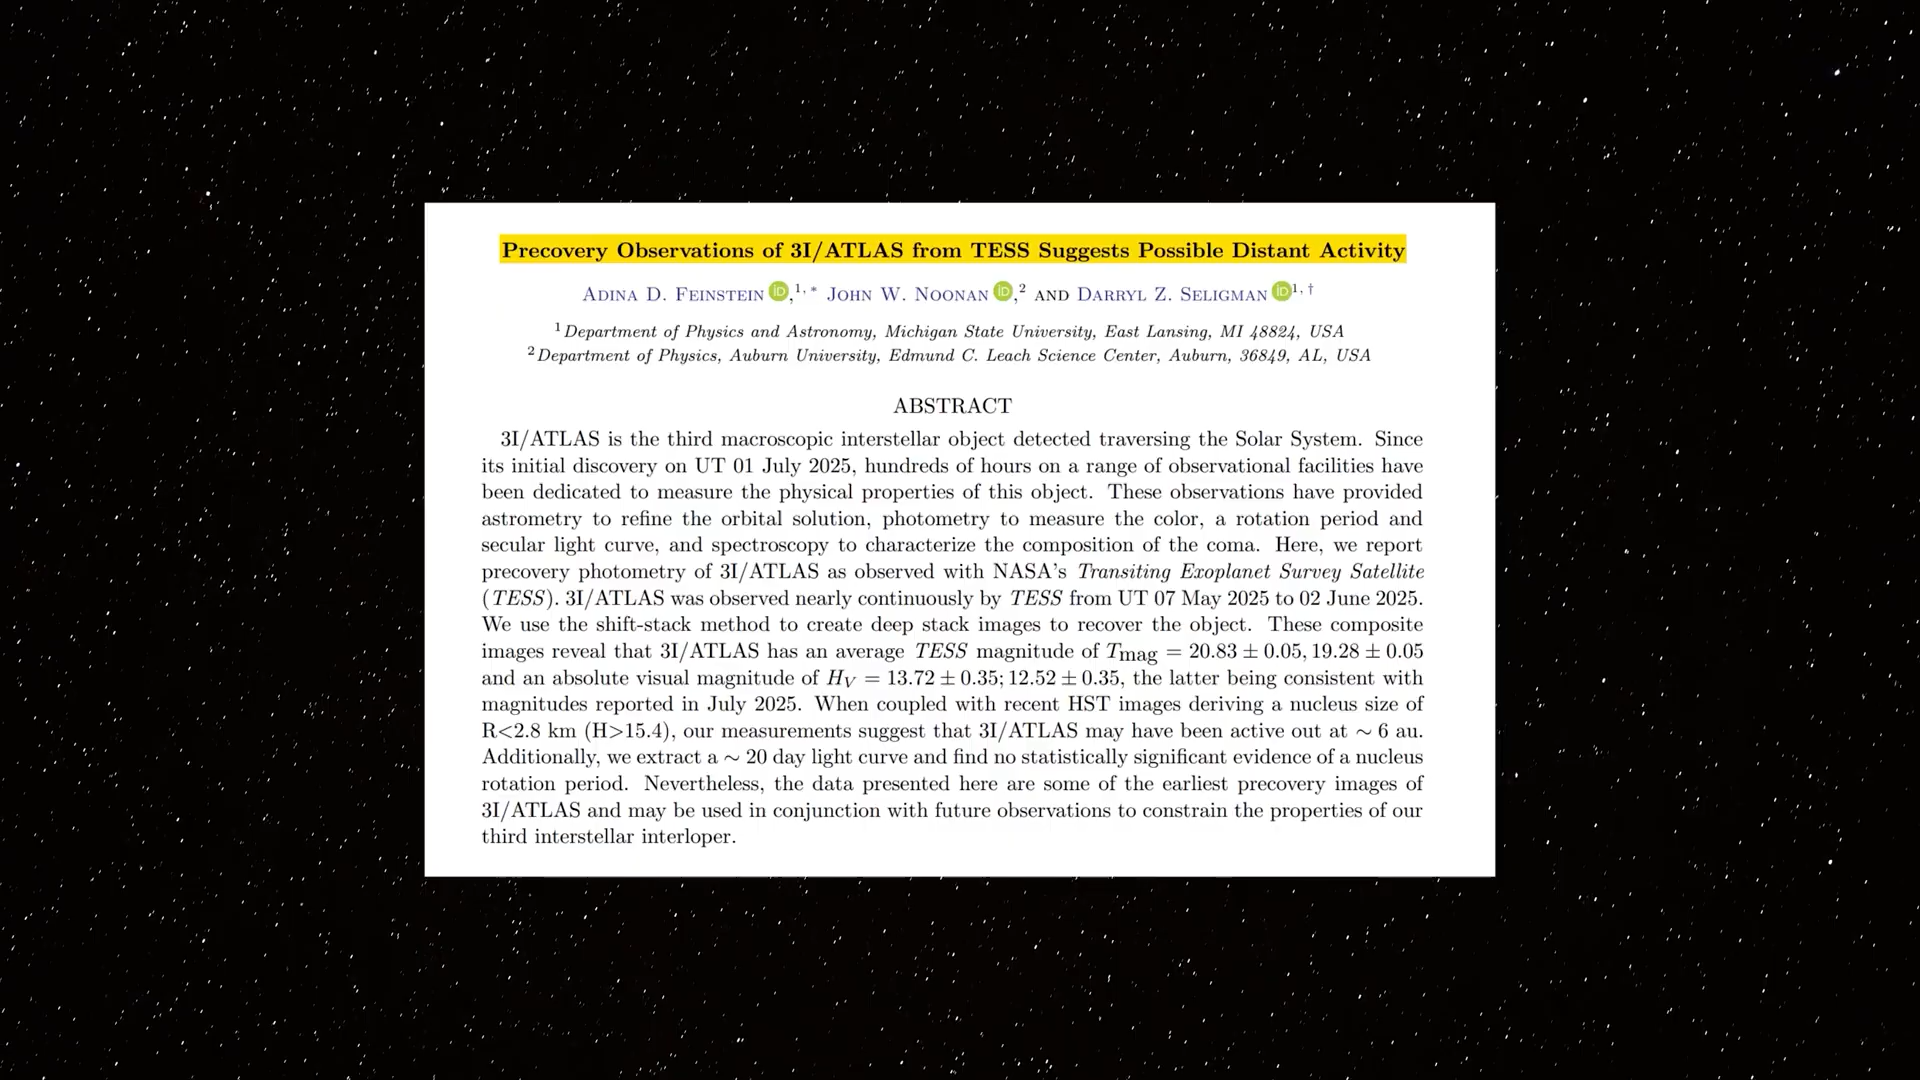 Precovery Observations of 3I/ATLAS from TESS Suggests Possible Distant Activity
Adina D. Feinstein iD,1,* John W. Noonan iD,2 and Darryl Z. Seligman iD1,†
1 Department of Physics and Astronomy, Michigan State University, East Lansing, MI 48824, USA
2 Department of Physics, Auburn University, Edmund C. Leach Science Center, Auburn, 36849, AL, USA
ABSTRACT
3I/ATLAS is the third macroscopic interstellar object detected traversing the Solar System. Since
its initial discovery on UT 01 July 2025, hundreds of hours on a range of observational facilities have
been dedicated to measure the physical properties of this object. These observations have provided
astrometry to refine the orbital solution, photometry to measure the color, a rotation period and
secular light curve, and spectroscopy to characterize the composition of the coma. Here, we report
precovery photometry of 3I/ATLAS as observed with NASA's Transiting Exoplanet Survey Satellite
(TESS). 3I/ATLAS was observed nearly continuously by TESS from UT 07 May 2025 to 02 June 2025.
We use the shift-stack method to create deep stack images to recover the object. These composite
images reveal that 3I/ATLAS has an average TESS magnitude of Tmag = 20.83 ± 0.05, 19.28 ± 0.05
and an absolute visual magnitude of HV = 13.72 ± 0.35; 12.52 ± 0.35, the latter being consistent with
magnitudes reported in July 2025. When coupled with recent HST images deriving a nucleus size of
R<2.8 km (H>15.4), our measurements suggest that 3I/ATLAS may have been active out at ~ 6 au.
Additionally, we extract a ~ 20 day light curve and find no statistically significant evidence of a nucleus
rotation period. Nevertheless, the data presented here are some of the earliest precovery images of
3I/ATLAS and may be used in conjunction with future observations to constrain the properties of our
third interstellar interloper.